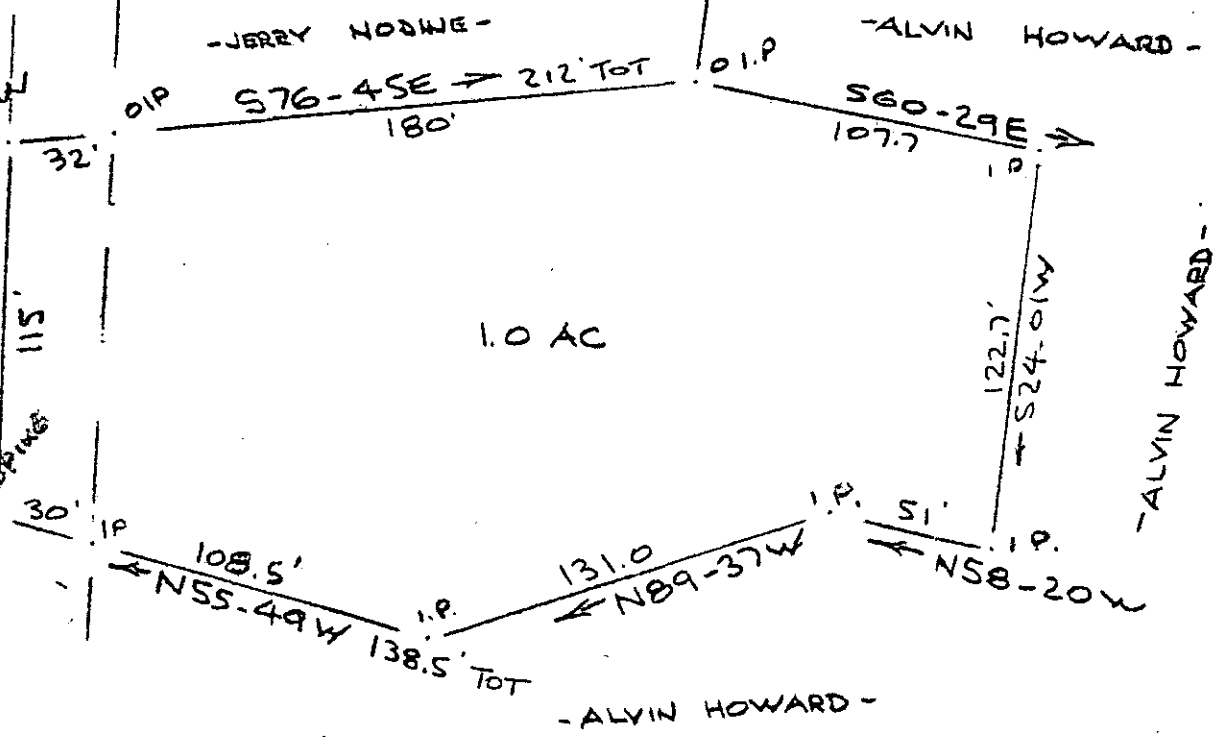 -JERRY NODINE-
-ALVIN HOWARD-
OIP
S76-45E → 212' TOT
180'
O I.P
S60-29E →
107.7
32'
I P
115'
1.0 AC
122.7'
← S24-01W
-ALVIN HOWARD-
SPIKE
30'
IP
108.5'
← N55-49W
138.5' TOT
I.P.
131.0
← N89-37W
I.P.
51'
I P.
← N58-20W
-ALVIN HOWARD-